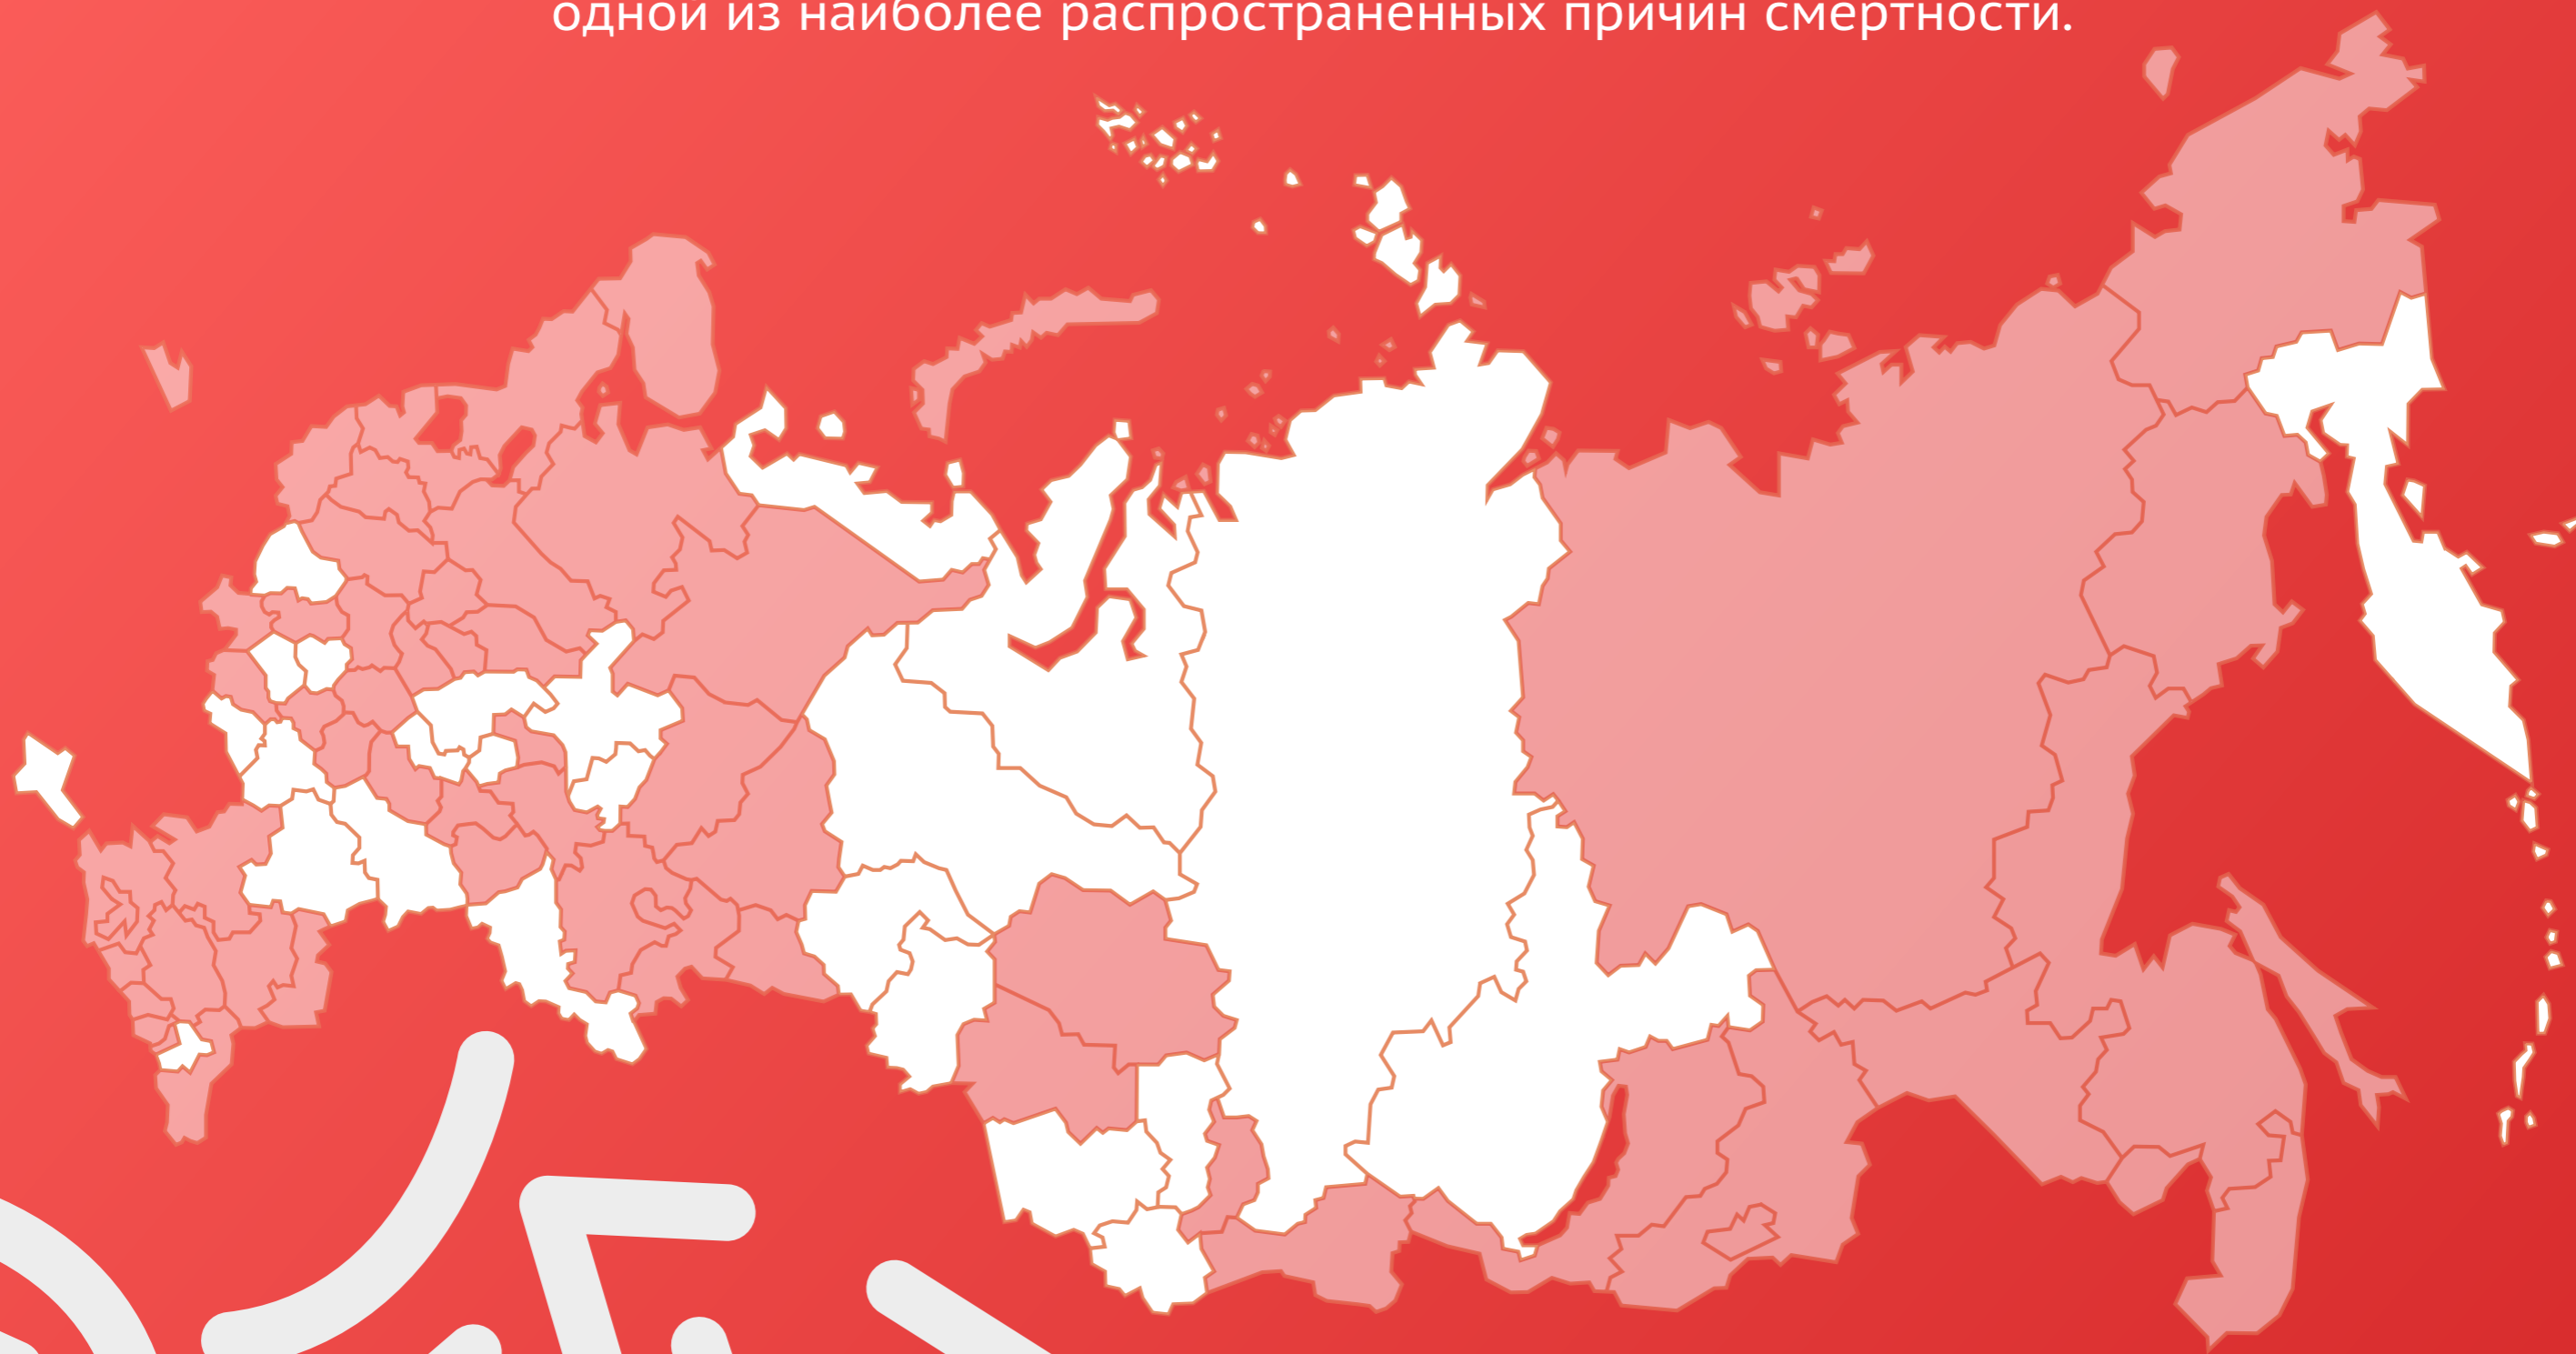 одной из наиболее распространенных причин смертности.